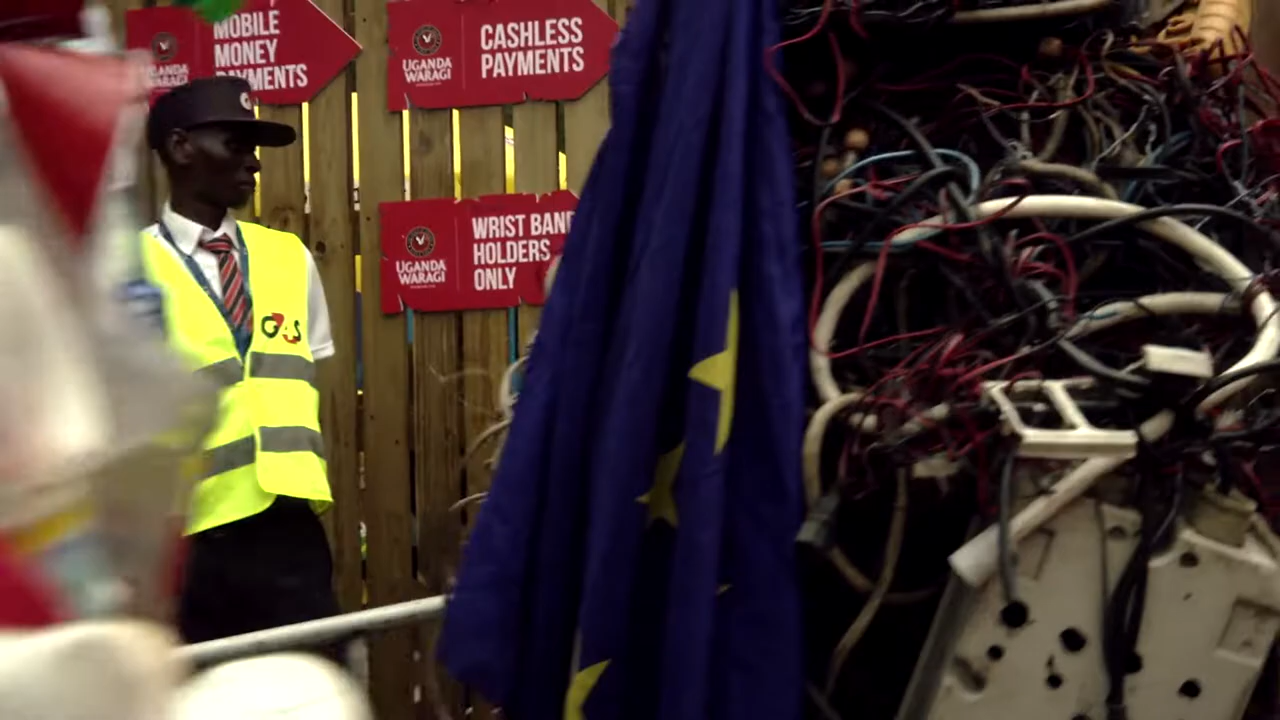 MOBILE
MONEY
PAYMENTS
UGANDA
WARAGI
CASHLESS
PAYMENTS
UGANDA
WARAGI
WRIST BAND
HOLDERS
ONLY
UGANDA
WARAGI
G4S